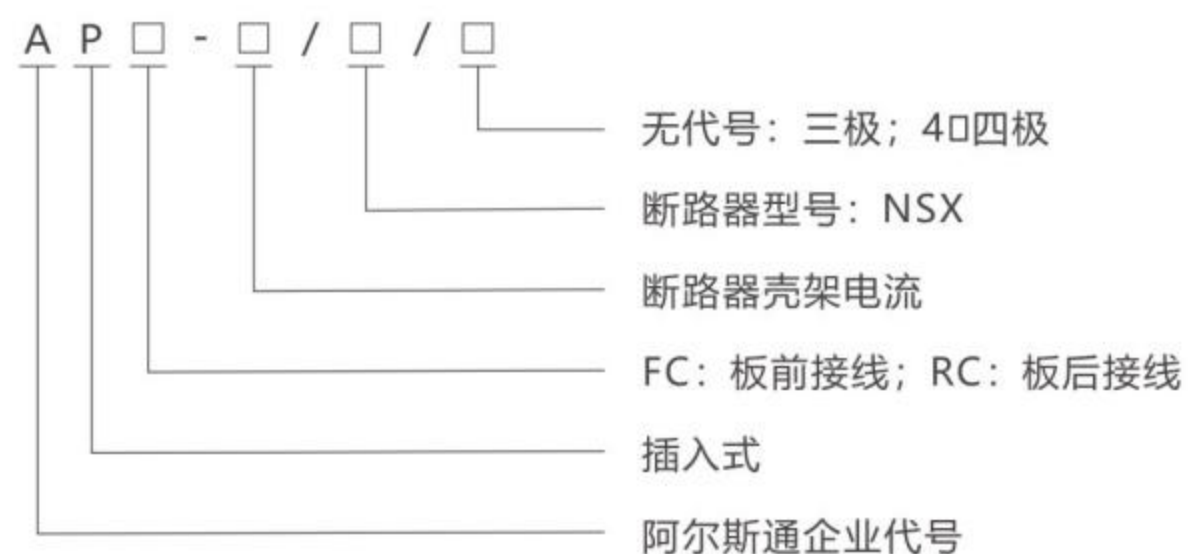 AP□-□/□/□
无代号：三极；4▯四极
断路器型号：NSX
断路器壳架电流
FC：板前接线；RC：板后接线
插入式
阿尔斯通企业代号